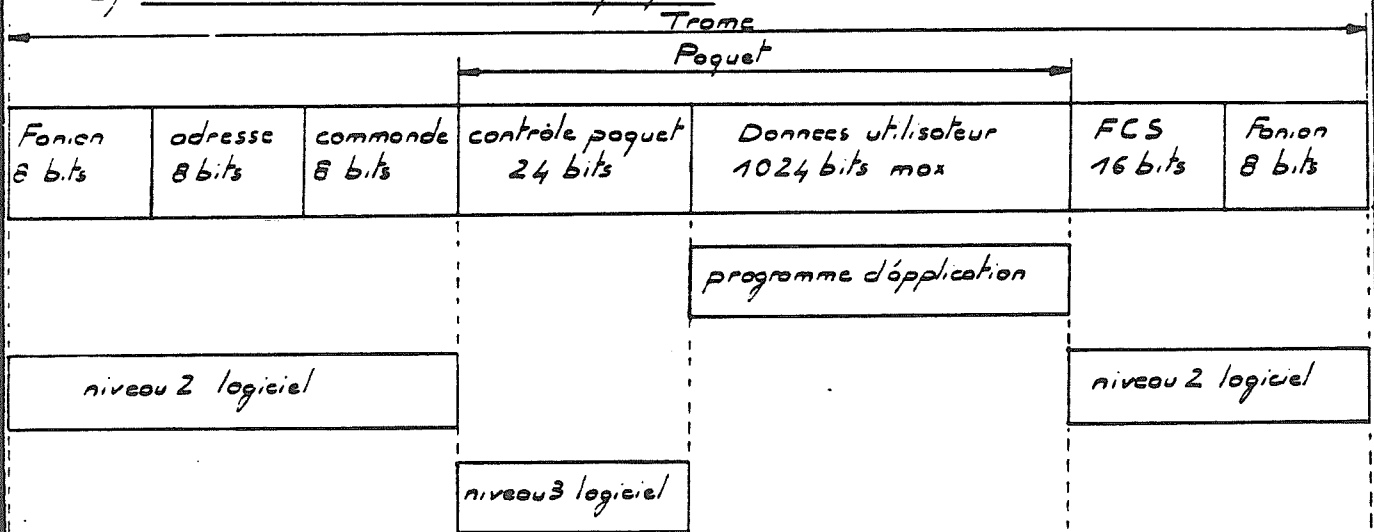 Trame
Paquet
Fanion
8 bits
adresse
8 bits
commande
8 bits
contrôle paquet
24 bits
Donnees utilisateur
1024 bits max
FCS
16 bits
Fanion
8 bits
programme d'application
niveau 2 logiciel
niveau 2 logiciel
niveau 3 logiciel